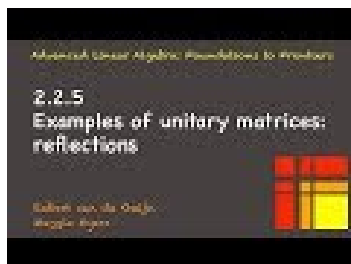 Advanced Linear Algebra: Foundations to Frontiers
2.2.5
Examples of unitary matrices:
reflections
Robert van de Geijn
Maggie Myers